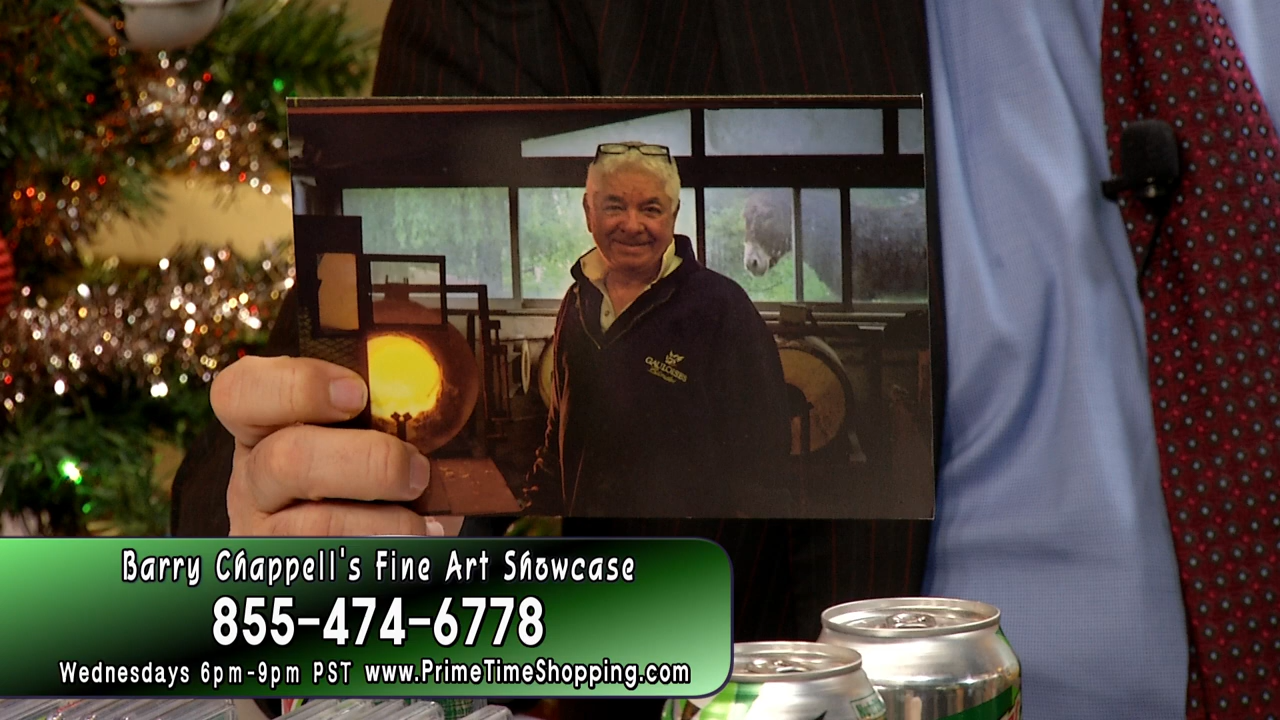 GAULOISES
Barry Chappell's Fine Art Showcase
855-474-6778
Wednesdays 6pm-9pm PST www.PrimeTimeShopping.com